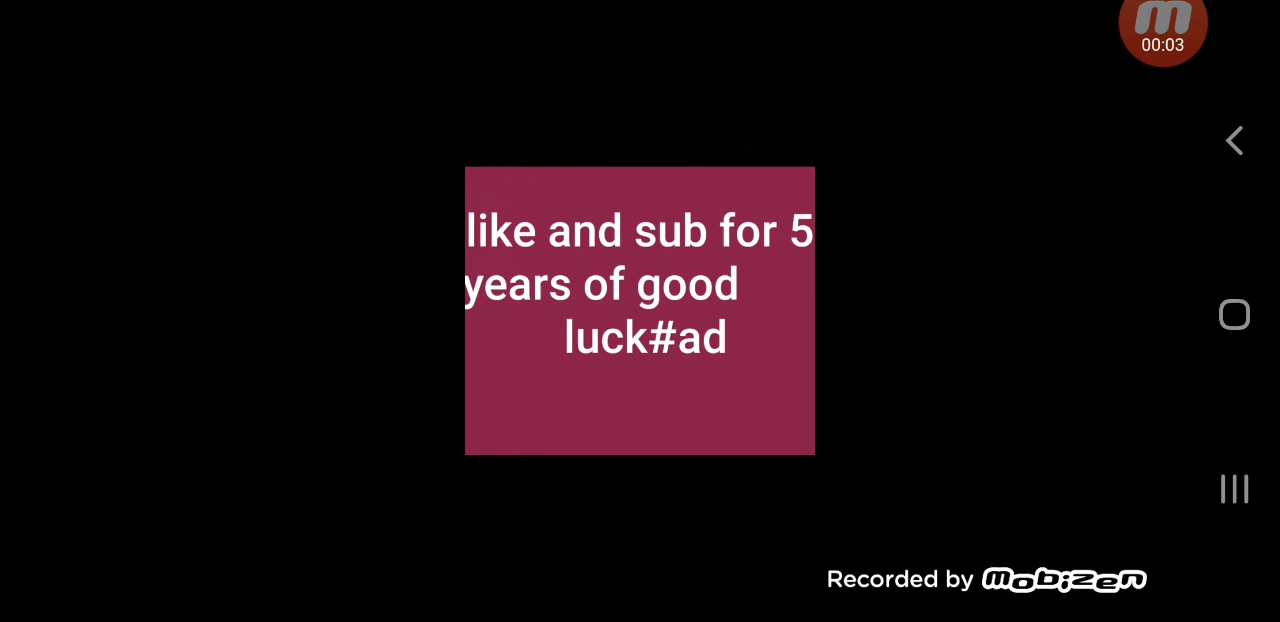 00:03
like and sub for 5
years of good
luck#ad
Recorded by mobizen